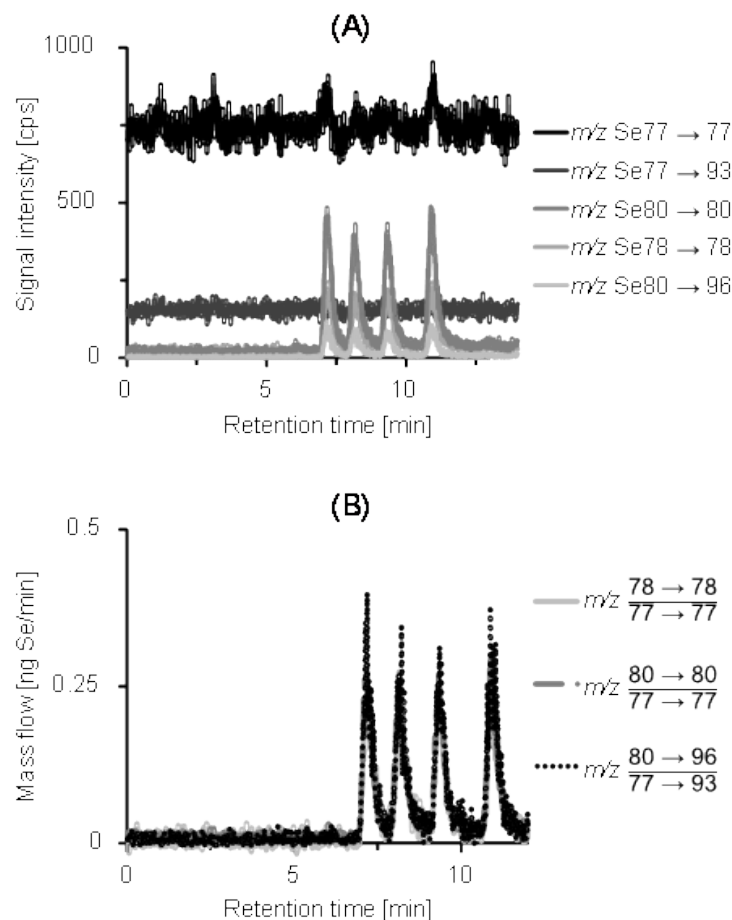 (A)
1000
500
0
0
5
10
Signal intensity [cps]
Retention time [min]
m/z Se77 → 77
m/z Se77 → 93
m/z Se80 → 80
m/z Se78 → 78
m/z Se80 → 96
(B)
0.5
0.25
0
0
5
10
Mass flow [ng Se/min]
Retention time [min]
m/z 78 → 78
77 → 77
m/z 80 → 80
77 → 77
m/z 80 → 96
77 → 93